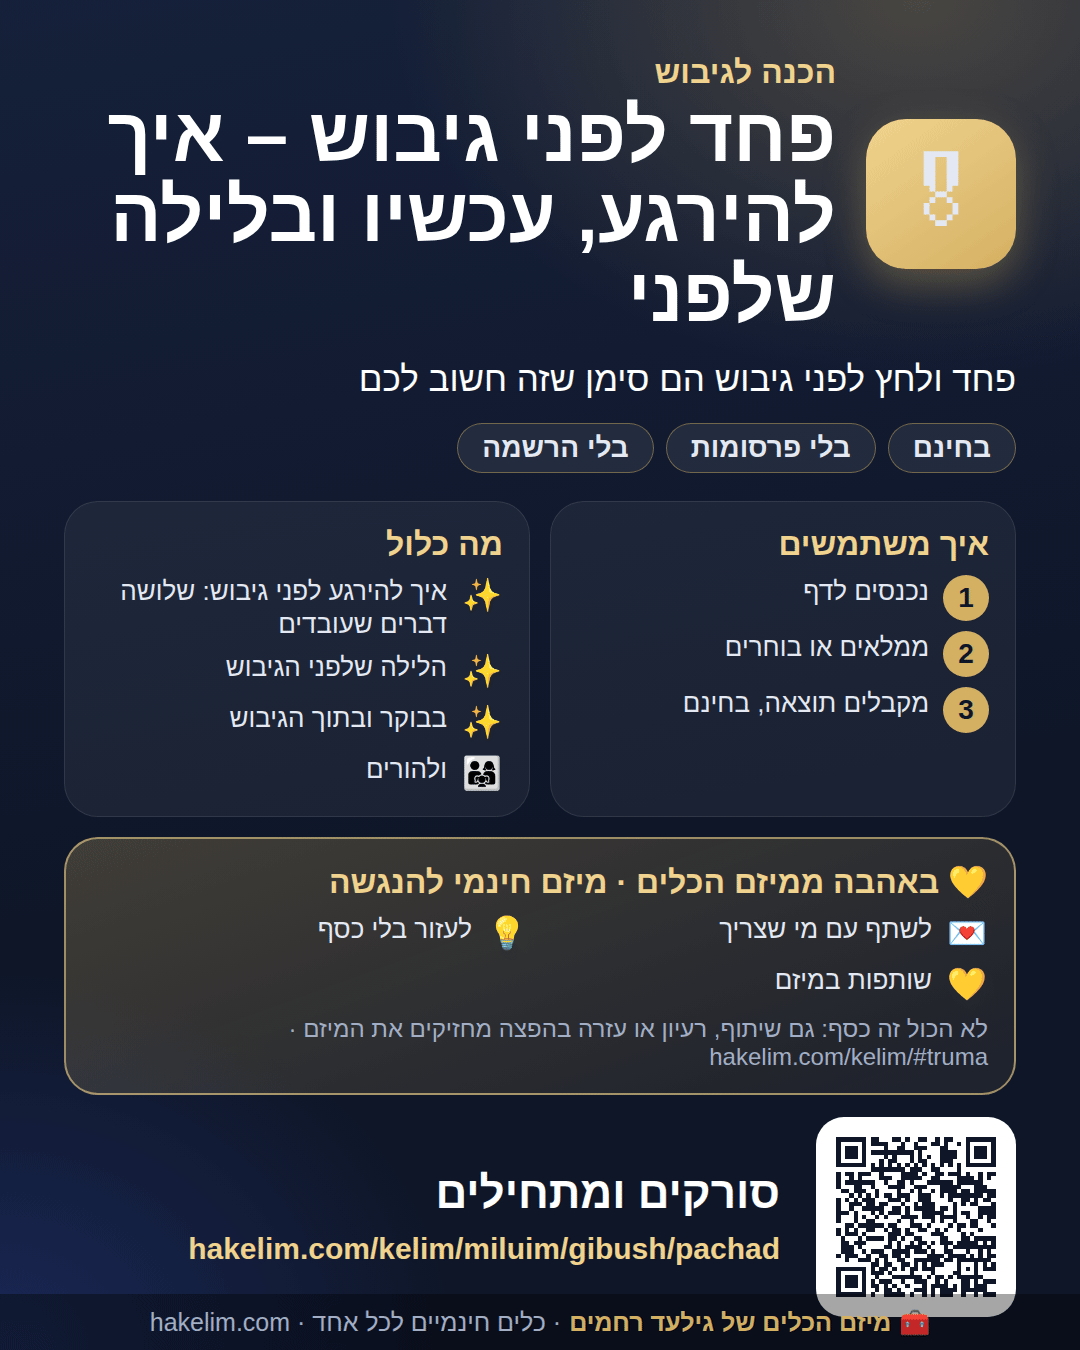 הכנה לגיבוש
פחד לפני גיבוש – איך
להירגע, עכשיו ובלילה
שלפני
פחד ולחץ לפני גיבוש הם סימן שזה חשוב לכם
בחינם
בלי פרסומות
בלי הרשמה
איך משתמשים
1 נכנסים לדף
2 ממלאים או בוחרים
3 מקבלים תוצאה, בחינם
מה כלול
איך להירגע לפני גיבוש: שלושה
דברים שעובדים
הלילה שלפני הגיבוש
בבוקר ובתוך הגיבוש
ולהורים
באהבה ממיזם הכלים · מיזם חינמי להנגשה
לשתף עם מי שצריך
לעזור בלי כסף
שותפות במיזם
לא הכול זה כסף: גם שיתוף, רעיון או עזרה בהפצה מחזיקים את המיזם ·
hakelim.com/kelim/#truma
סורקים ומתחילים
hakelim.com/kelim/miluim/gibush/pachad
מיזם הכלים של גילעד רחמים · כלים חינמיים לכל אחד · hakelim.com